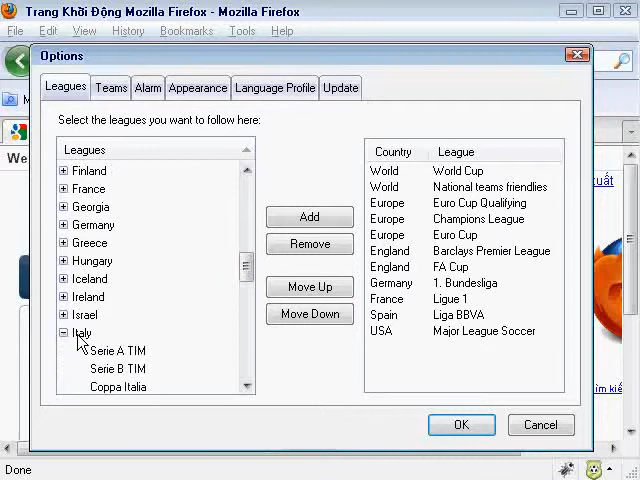 Trang Khởi Động Mozilla Firefox - Mozilla Firefox
File Edit View History Bookmarks Tools Help
Options
Leagues Teams Alarm Appearance Language Profile Update
Select the leagues you want to follow here:
Leagues
Finland
France
Georgia
Germany
Greece
Hungary
Iceland
Ireland
Israel
Italy
Serie A TIM
Serie B TIM
Coppa Italia
Add
Remove
Move Up
Move Down
Country League
World World Cup
World National teams friendlies
Europe Euro Cup Qualifying
Europe Champions League
Europe Euro Cup
England Barclays Premier League
England FA Cup
Germany 1. Bundesliga
France Ligue 1
Spain Liga BBVA
USA Major League Soccer
OK Cancel
We
xuất
Done